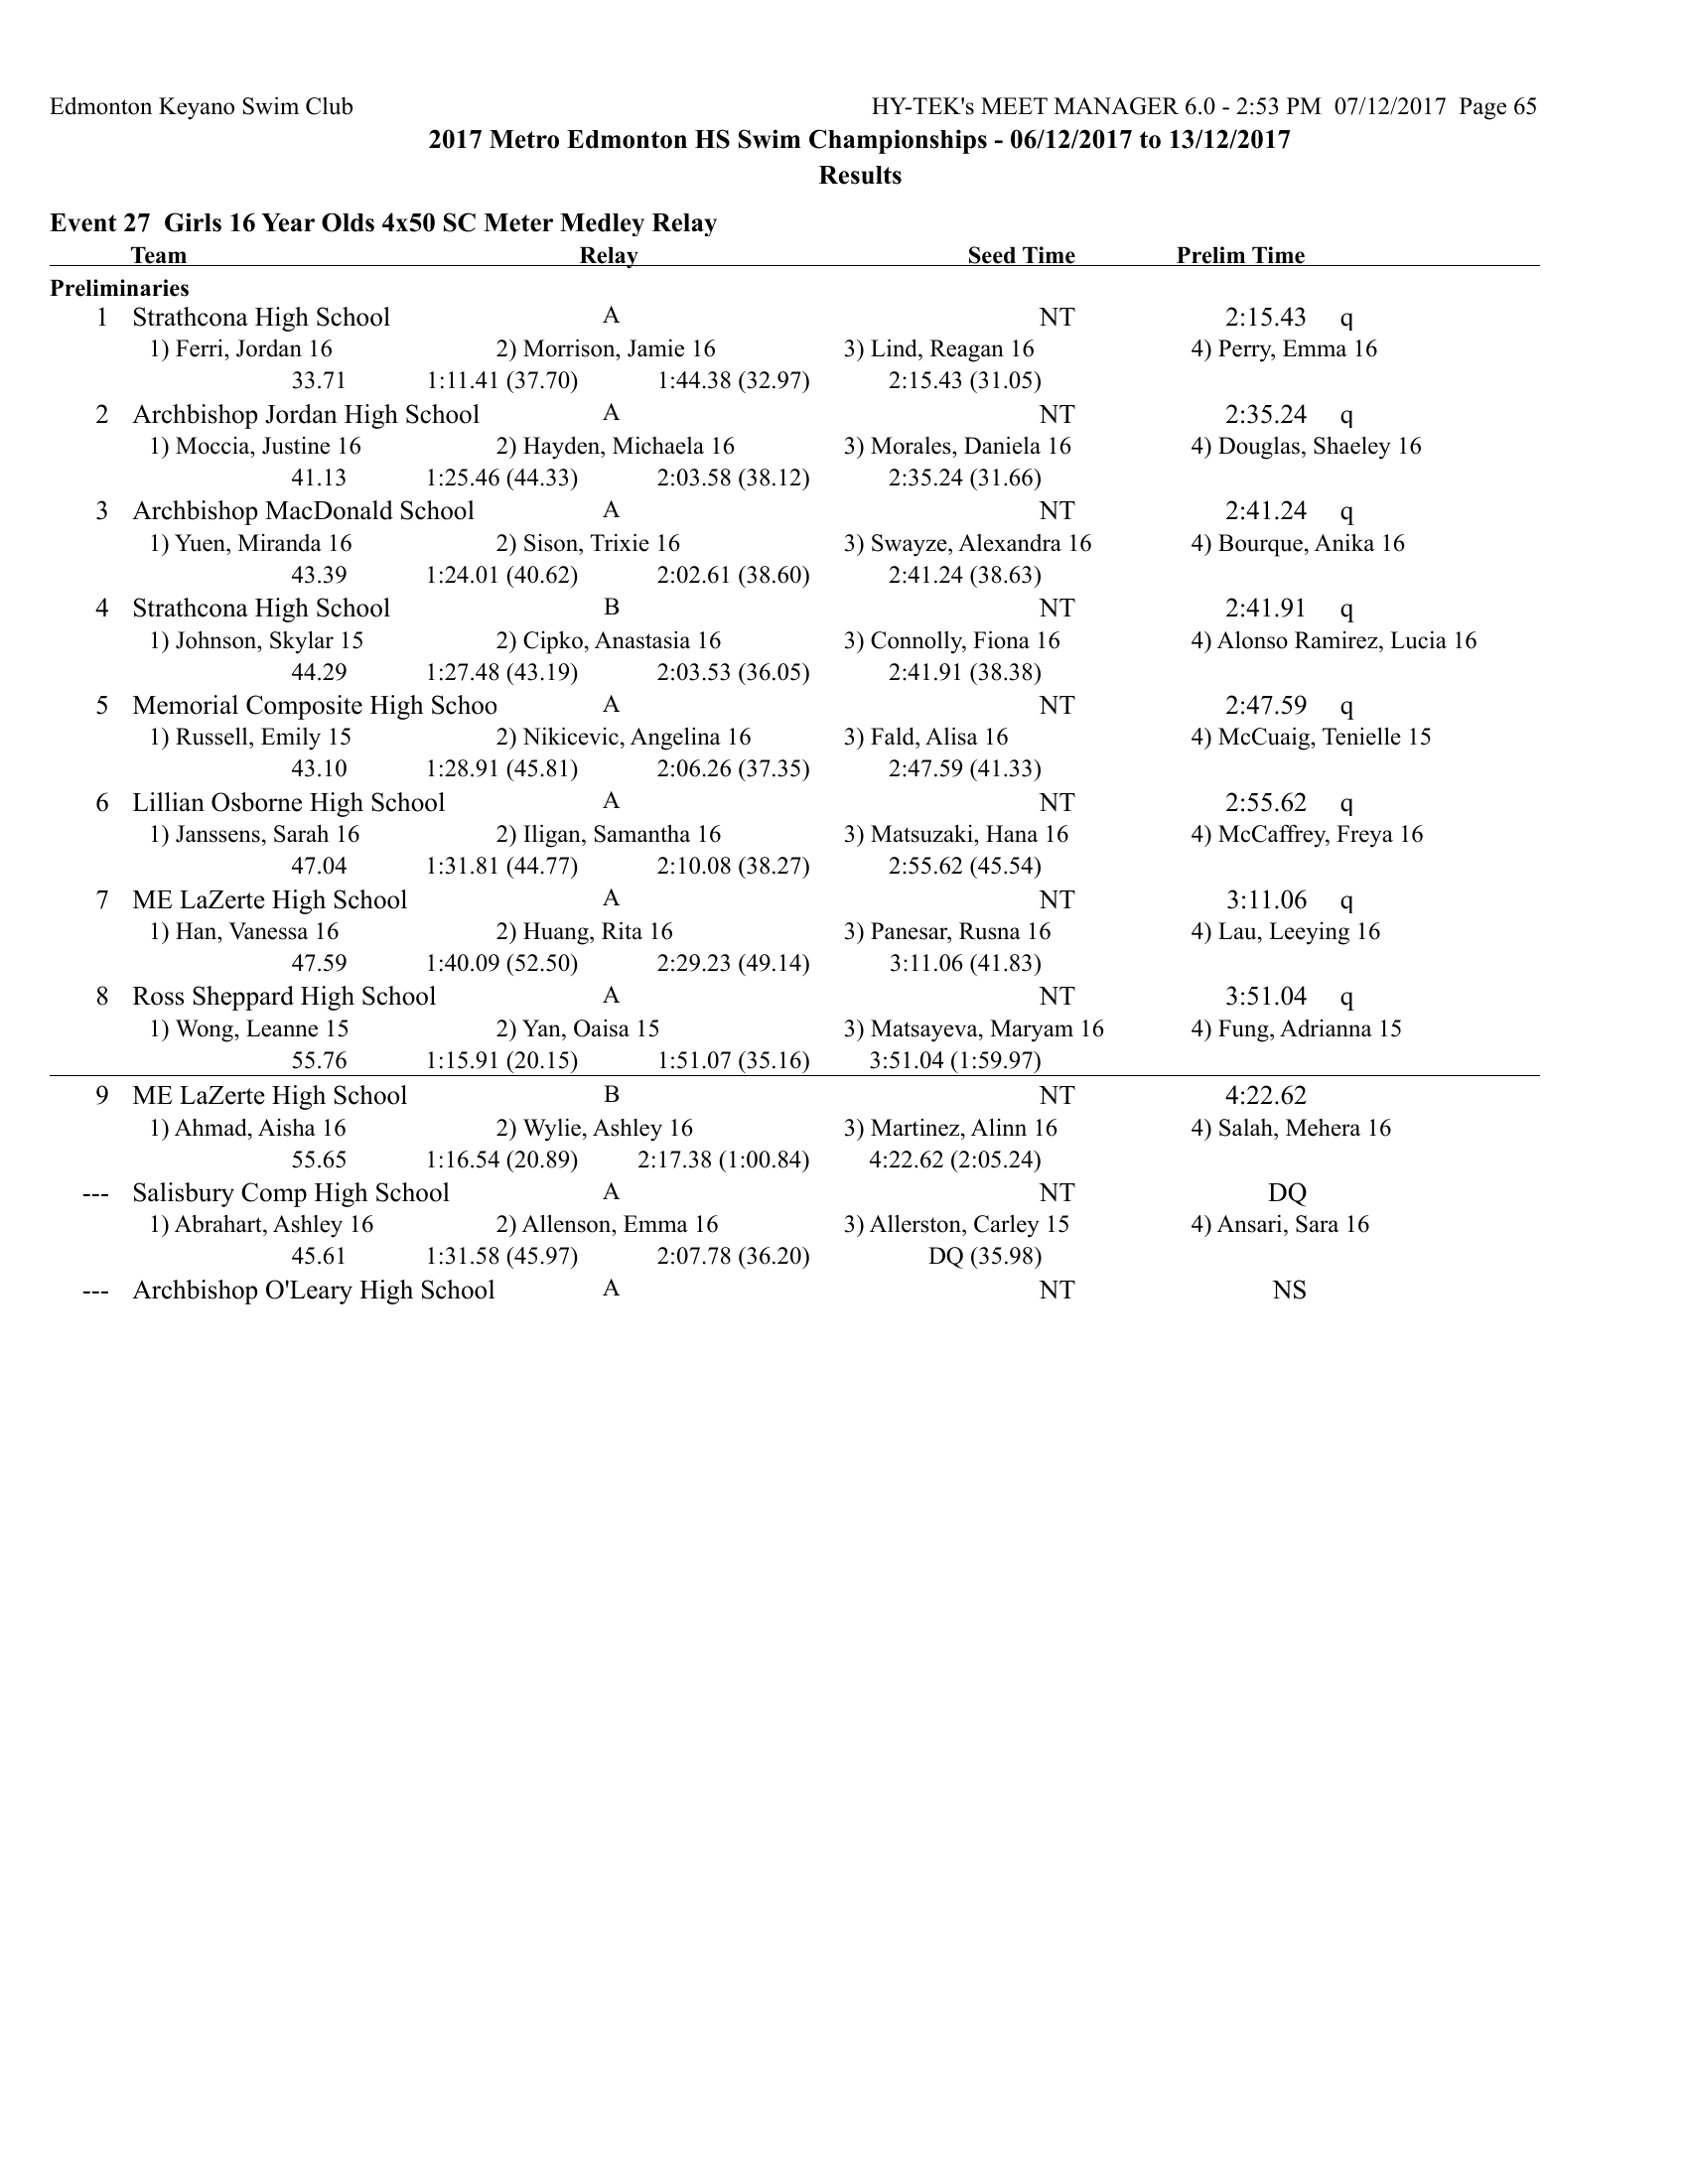 Edmonton Keyano Swim Club HY-TEK's MEET MANAGER 6.0 - 2:53 PM 07/12/2017 Page 65
2017 Metro Edmonton HS Swim Championships - 06/12/2017 to 13/12/2017
Results
Event 27 Girls 16 Year Olds 4x50 SC Meter Medley Relay
Team Relay Seed Time Prelim Time
Preliminaries
1 Strathcona High School A NT 2:15.43 q
1) Ferri, Jordan 16 2) Morrison, Jamie 16 3) Lind, Reagan 16 4) Perry, Emma 16
33.71 1:11.41 (37.70) 1:44.38 (32.97) 2:15.43 (31.05)
2 Archbishop Jordan High School A NT 2:35.24 q
1) Moccia, Justine 16 2) Hayden, Michaela 16 3) Morales, Daniela 16 4) Douglas, Shaeley 16
41.13 1:25.46 (44.33) 2:03.58 (38.12) 2:35.24 (31.66)
3 Archbishop MacDonald School A NT 2:41.24 q
1) Yuen, Miranda 16 2) Sison, Trixie 16 3) Swayze, Alexandra 16 4) Bourque, Anika 16
43.39 1:24.01 (40.62) 2:02.61 (38.60) 2:41.24 (38.63)
4 Strathcona High School B NT 2:41.91 q
1) Johnson, Skylar 15 2) Cipko, Anastasia 16 3) Connolly, Fiona 16 4) Alonso Ramirez, Lucia 16
44.29 1:27.48 (43.19) 2:03.53 (36.05) 2:41.91 (38.38)
5 Memorial Composite High Schoo A NT 2:47.59 q
1) Russell, Emily 15 2) Nikicevic, Angelina 16 3) Fald, Alisa 16 4) McCuaig, Tenielle 15
43.10 1:28.91 (45.81) 2:06.26 (37.35) 2:47.59 (41.33)
6 Lillian Osborne High School A NT 2:55.62 q
1) Janssens, Sarah 16 2) Iligan, Samantha 16 3) Matsuzaki, Hana 16 4) McCaffrey, Freya 16
47.04 1:31.81 (44.77) 2:10.08 (38.27) 2:55.62 (45.54)
7 ME LaZerte High School A NT 3:11.06 q
1) Han, Vanessa 16 2) Huang, Rita 16 3) Panesar, Rusna 16 4) Lau, Leeying 16
47.59 1:40.09 (52.50) 2:29.23 (49.14) 3:11.06 (41.83)
8 Ross Sheppard High School A NT 3:51.04 q
1) Wong, Leanne 15 2) Yan, Oaisa 15 3) Matsayeva, Maryam 16 4) Fung, Adrianna 15
55.76 1:15.91 (20.15) 1:51.07 (35.16) 3:51.04 (1:59.97)
9 ME LaZerte High School B NT 4:22.62
1) Ahmad, Aisha 16 2) Wylie, Ashley 16 3) Martinez, Alinn 16 4) Salah, Mehera 16
55.65 1:16.54 (20.89) 2:17.38 (1:00.84) 4:22.62 (2:05.24)
--- Salisbury Comp High School A NT DQ
1) Abrahart, Ashley 16 2) Allenson, Emma 16 3) Allerston, Carley 15 4) Ansari, Sara 16
45.61 1:31.58 (45.97) 2:07.78 (36.20) DQ (35.98)
--- Archbishop O'Leary High School A NT NS